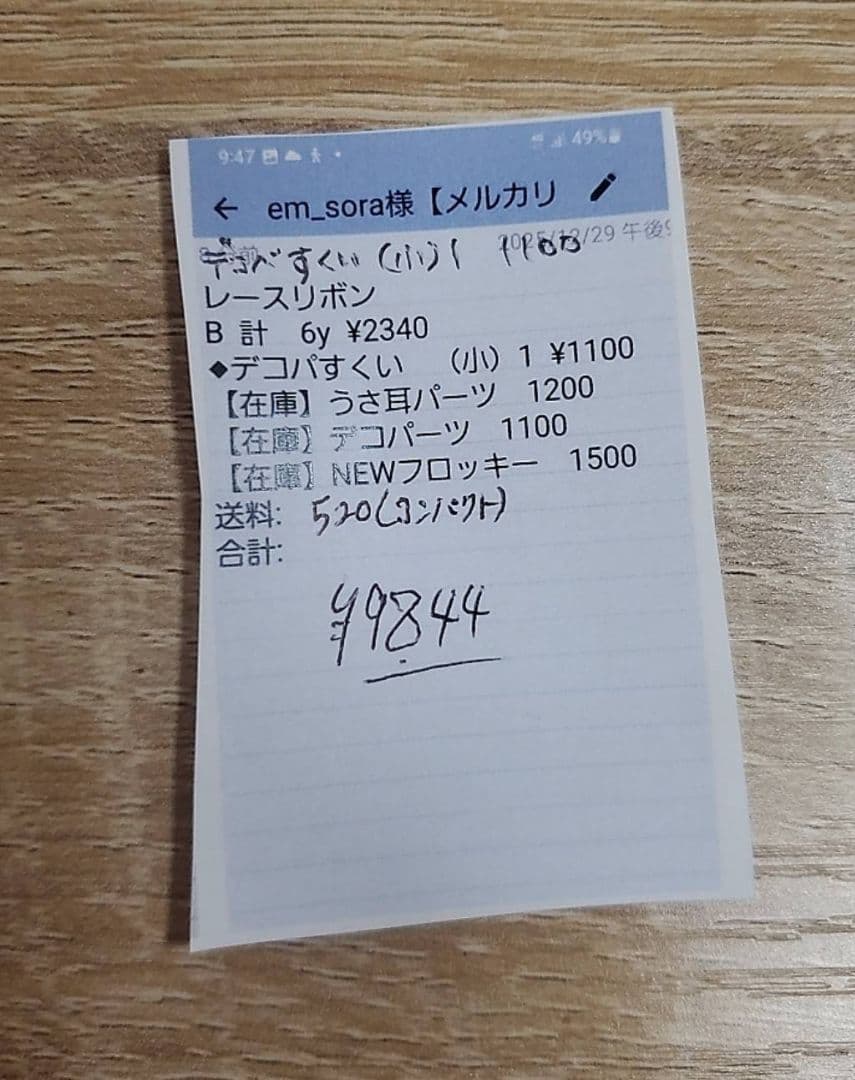 9:47 49%
← em_sora様【メルカリ
2025/12/29 午後9
デコパすくい (小) 1 1100
レースリボン
B 計 6y ¥2340
◆デコパすくい （小）1 ¥1100
【在庫】うさ耳パーツ 1200
【在庫】デコパーツ 1100
【在庫】NEWフロッキー 1500
送料: 520(コンパクト)
合計:
¥9844